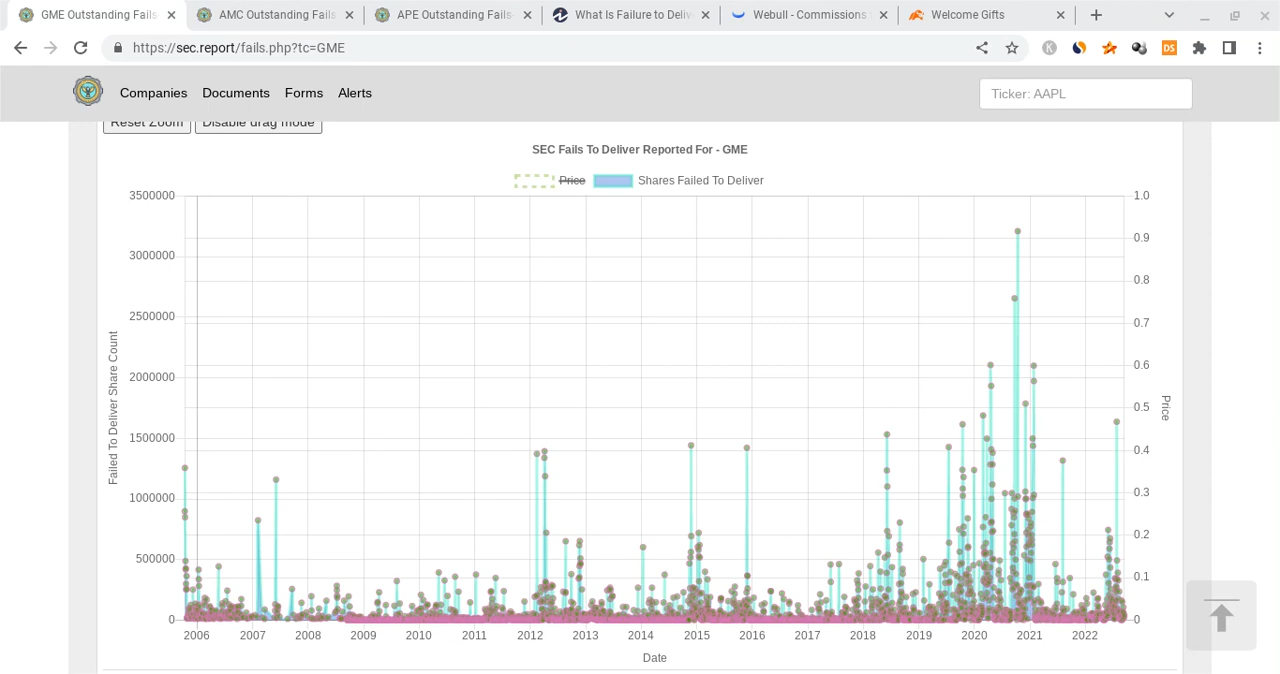 GME Outstanding Fails
AMC Outstanding Fails
APE Outstanding Fails
What Is Failure to Deliv
Webull - Commissions
Welcome Gifts
https://sec.report/fails.php?tc=GME
K
DS
Companies
Documents
Forms
Alerts
Ticker: AAPL
Reset Zoom
Disable drag mode
SEC Fails To Deliver Reported For - GME
Price
Shares Failed To Deliver
3500000
3000000
2500000
2000000
1500000
1000000
500000
0
Failed To Deliver Share Count
1.0
0.9
0.8
0.7
0.6
0.5
0.4
0.3
0.2
0.1
0
Price
2006 2007 2008 2009 2010 2011 2012 2013 2014 2015 2016 2017 2018 2019 2020 2021 2022
Date